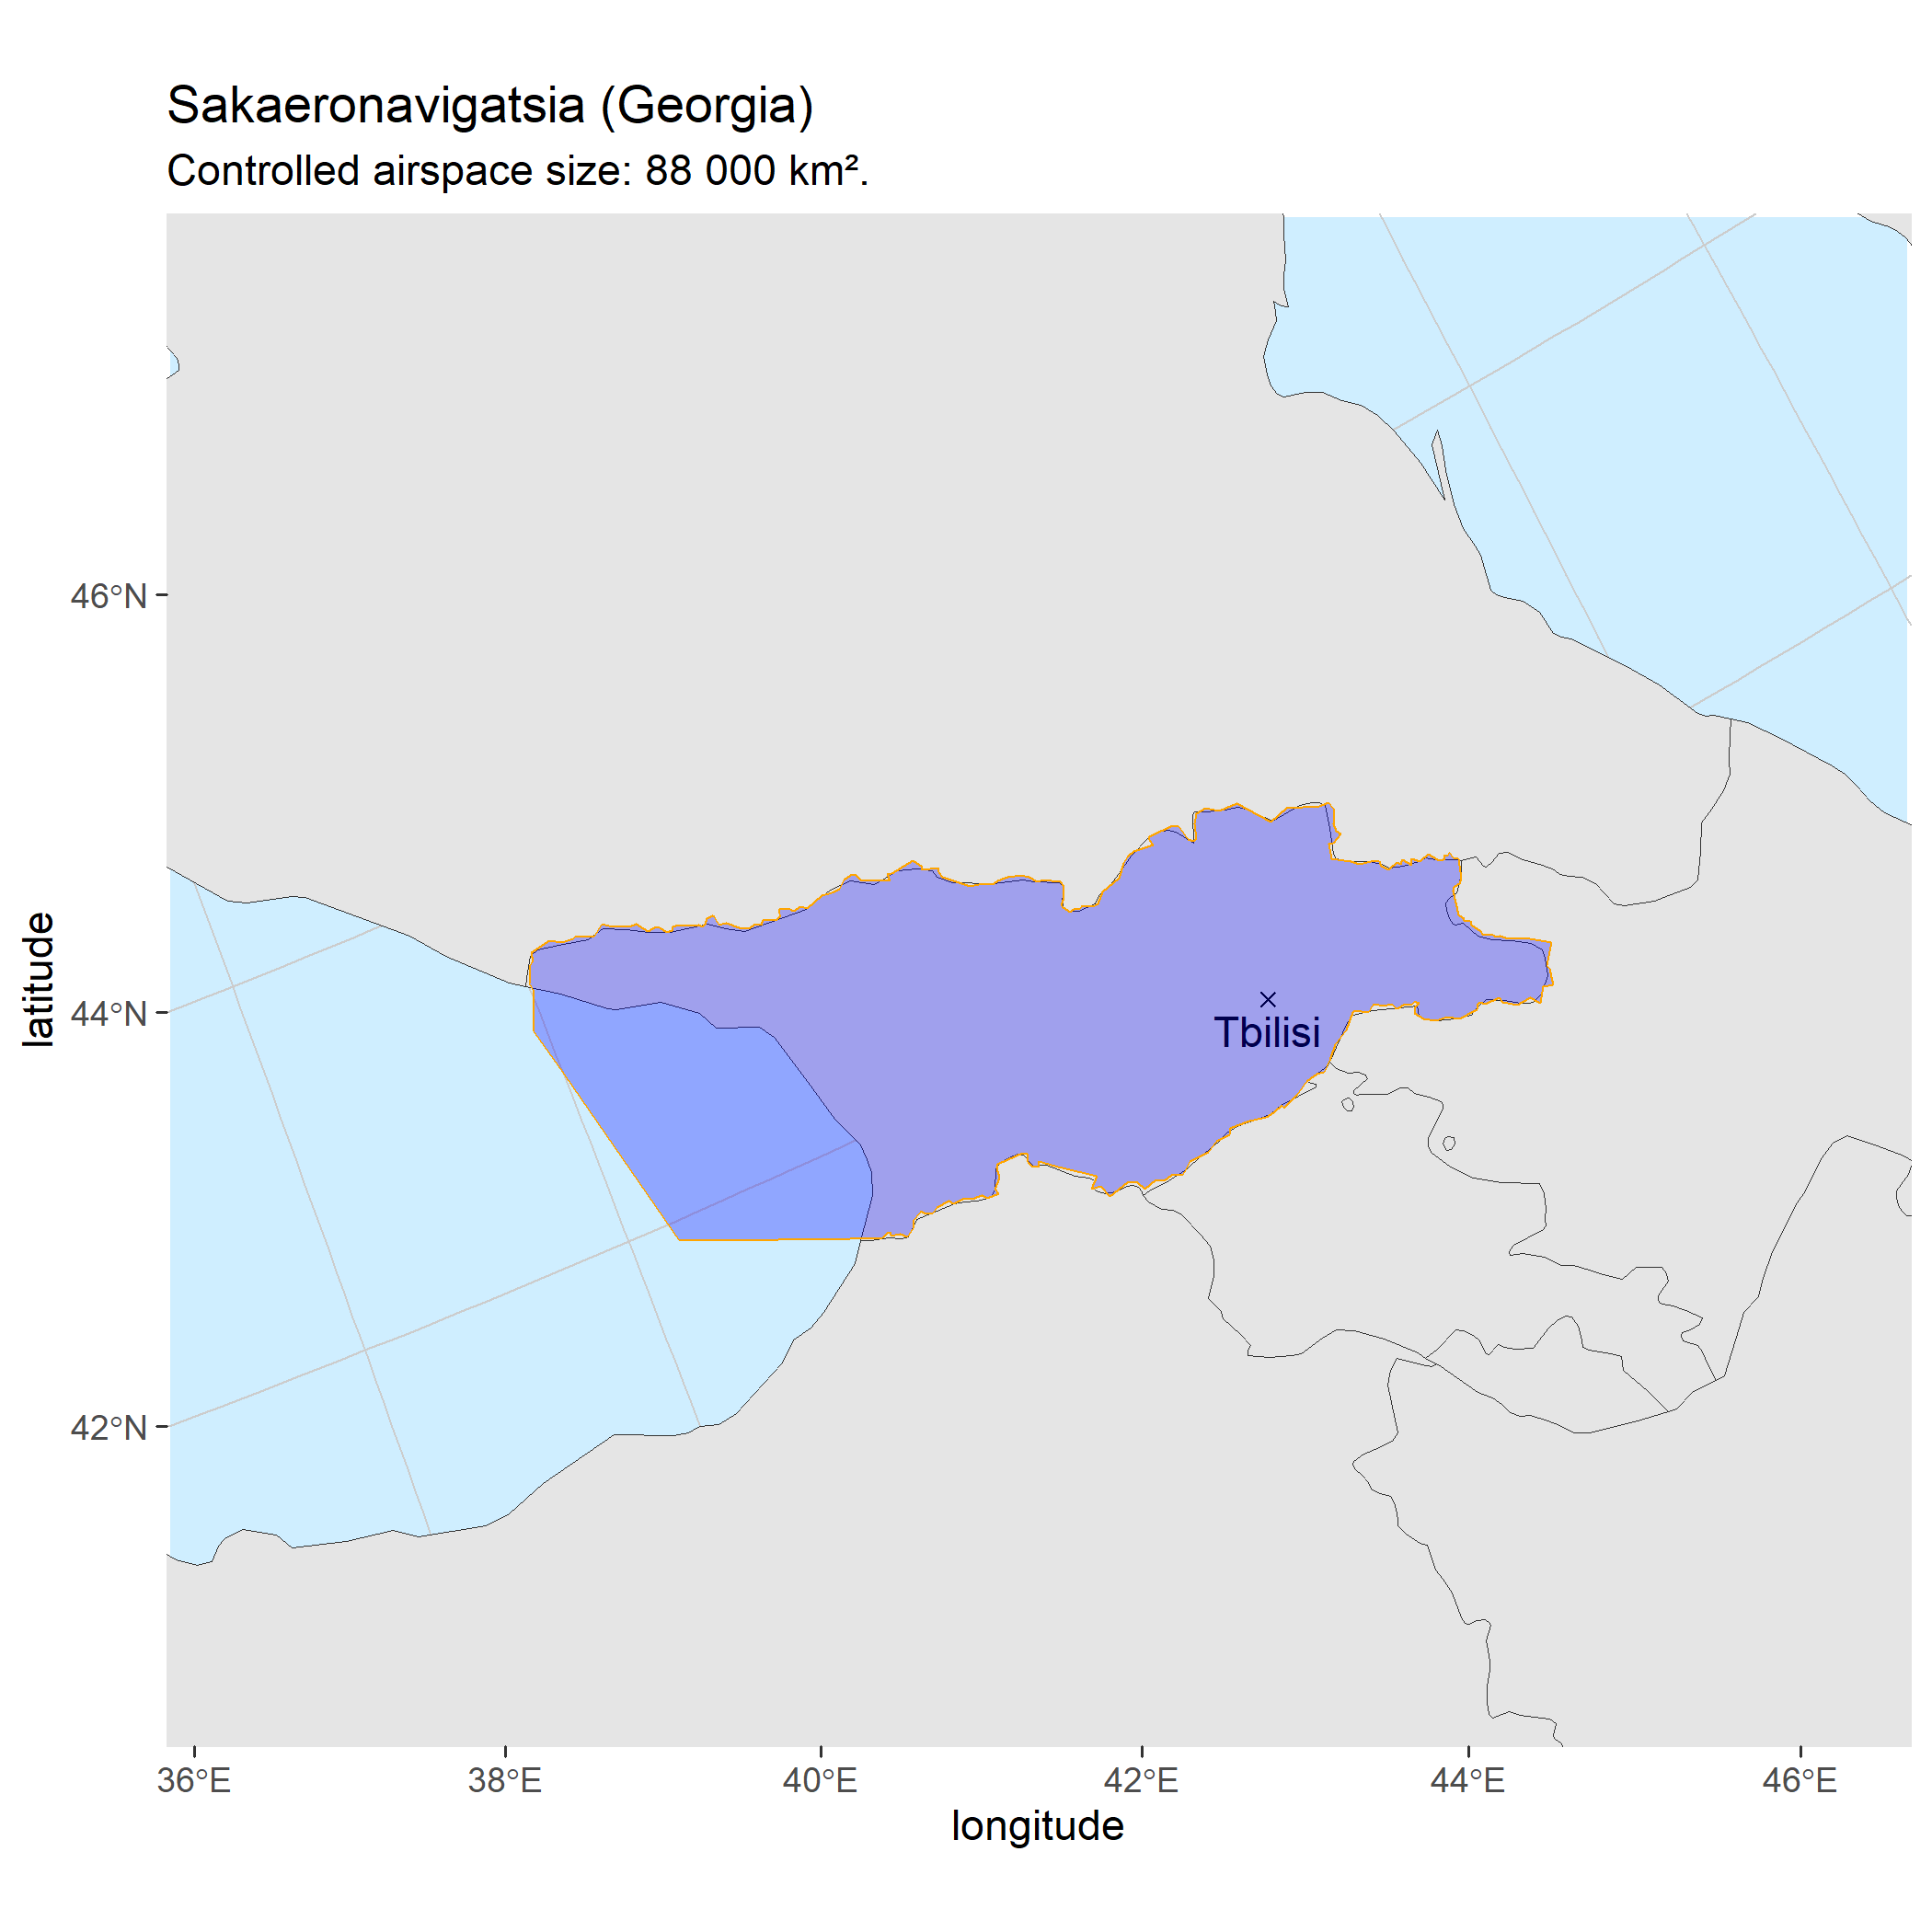 Sakaeronavigatsia (Georgia)
Controlled airspace size: 88 000 km².
46°N
44°N
42°N
latitude
Tbilisi
36°E 38°E 40°E 42°E 44°E 46°E
longitude